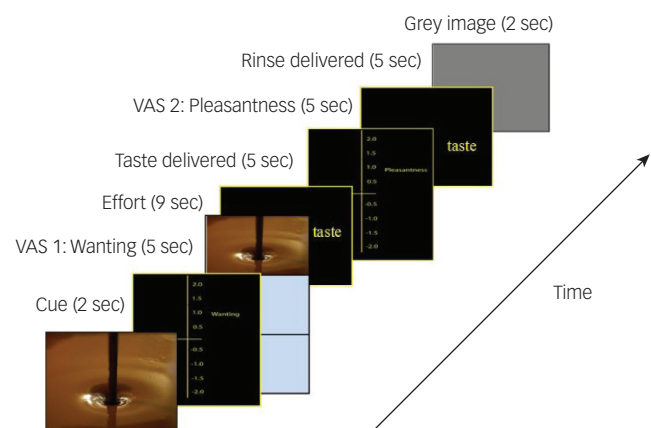 Grey image (2 sec)
Rinse delivered (5 sec)
VAS 2: Pleasantness (5 sec)
taste
Taste delivered (5 sec)
2.0
1.5
1.0
0.5
-0.5
-1.0
-1.5
-2.0
Pleasantness
Effort (9 sec)
taste
VAS 1: Wanting (5 sec)
2.0
1.5
1.0
0.5
-0.5
-1.0
-1.5
-2.0
Wanting
Cue (2 sec)
Time